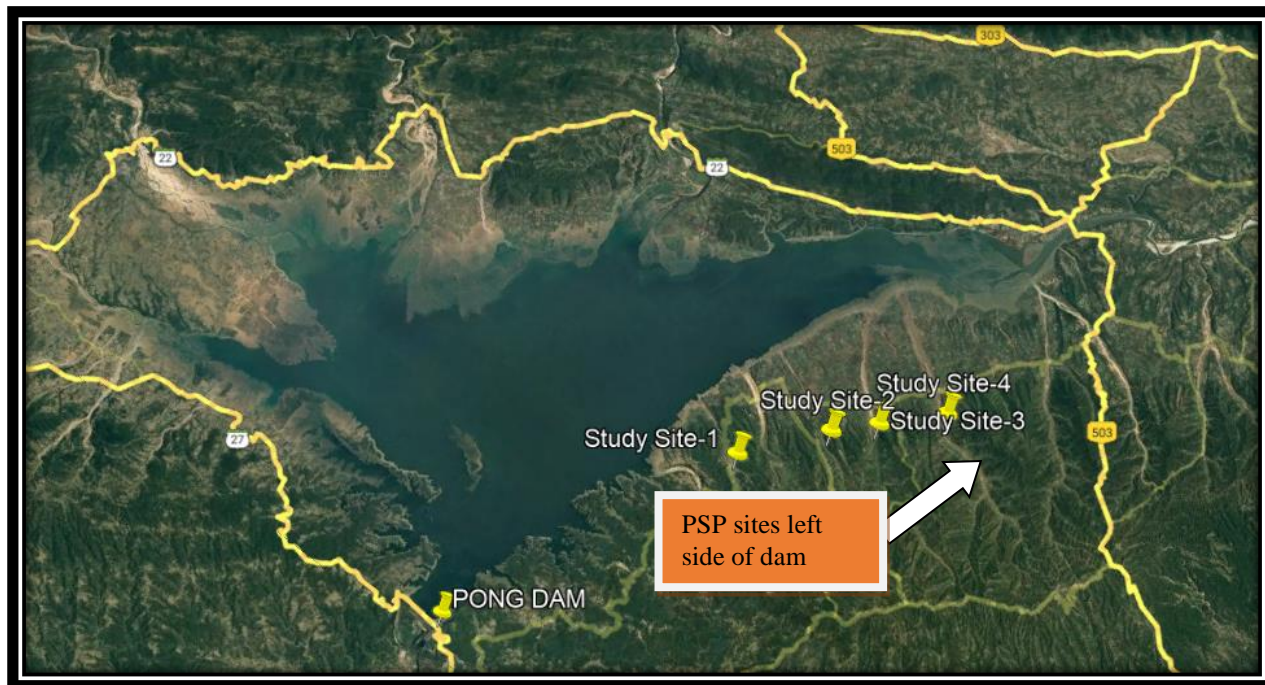 303
22
503
22
Study Site-4
Study Site-2
Study Site-3
Study Site-1
27
503
PSP sites left
side of dam
PONG DAM